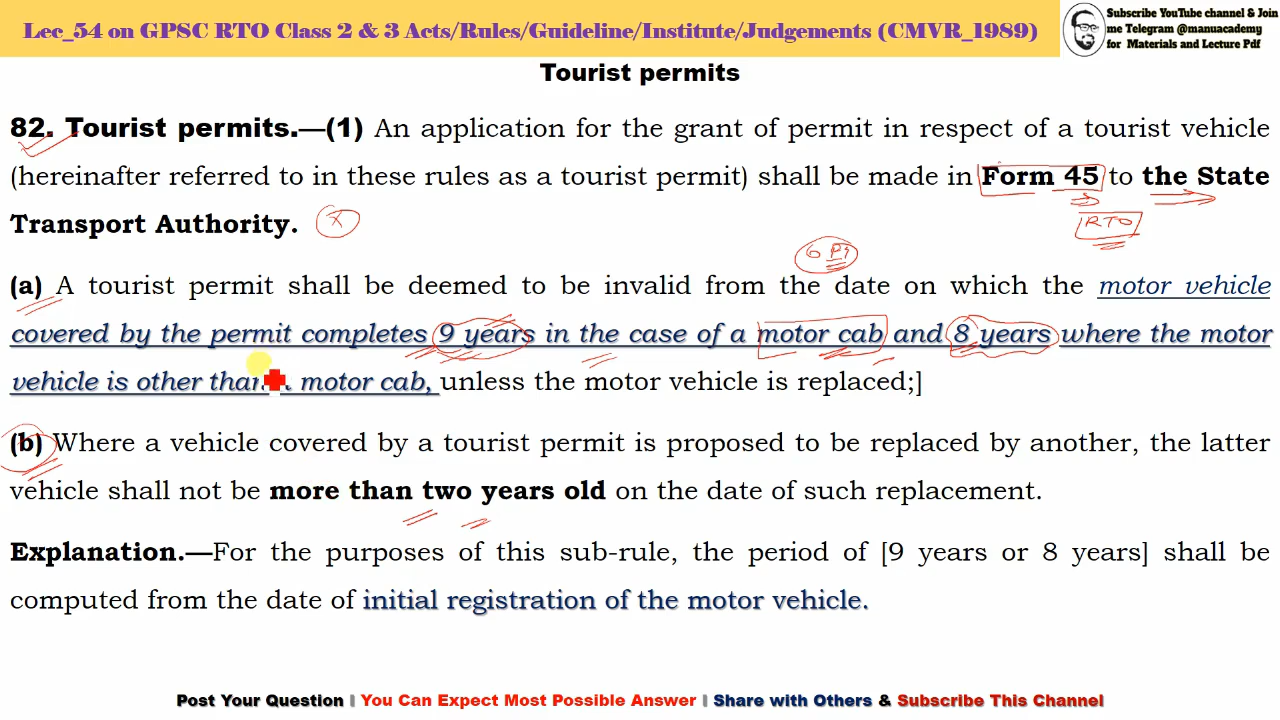 Lec_54 on GPSC RTO Class 2 & 3 Acts/Rules/Guideline/Institute/Judgements (CMVR_1989)
Subscribe YouTube channel & Join
me Telegram @manuacademy
for Materials and Lecture Pdf
Tourist permits
82. Tourist permits.—(1) An application for the grant of permit in respect of a tourist vehicle
(hereinafter referred to in these rules as a tourist permit) shall be made in Form 45 to the State
Transport Authority.
X
RTO
(a) A tourist permit shall be deemed to be invalid from the date on which the motor vehicle
covered by the permit completes 9 years in the case of a motor cab and 8 years where the motor
vehicle is other than motor cab, unless the motor vehicle is replaced;]
(b) Where a vehicle covered by a tourist permit is proposed to be replaced by another, the latter
vehicle shall not be more than two years old on the date of such replacement.
Explanation.—For the purposes of this sub-rule, the period of [9 years or 8 years] shall be
computed from the date of initial registration of the motor vehicle.
Post Your Question | You Can Expect Most Possible Answer | Share with Others & Subscribe This Channel